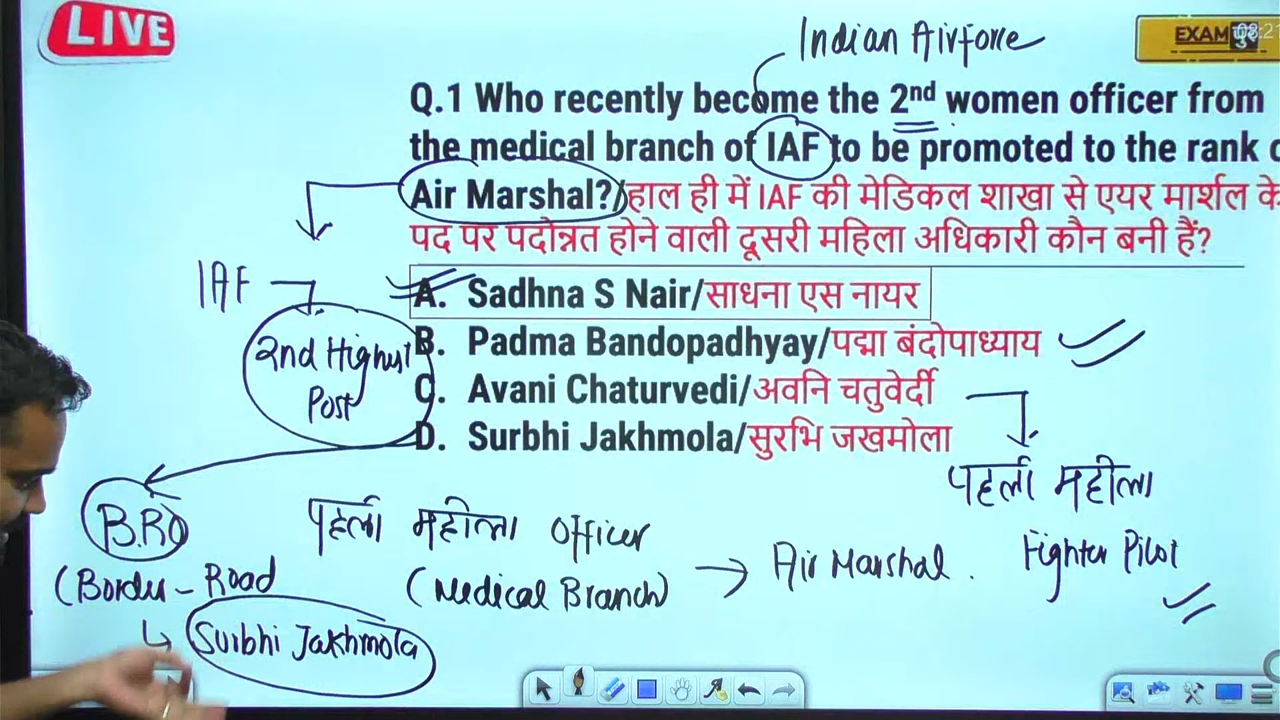 LIVE
Indian Airforce
EXAM पुर
Q.1 Who recently become the 2nd women officer from
the medical branch of IAF to be promoted to the rank o
Air Marshal?/हाल ही में IAF की मेडिकल शाखा से एयर मार्शल के
पद पर पदोन्नत होने वाली दूसरी महिला अधिकारी कौन बनी हैं?
IAF
2nd Highest
Post
A. Sadhna S Nair/साधना एस नायर
B. Padma Bandopadhyay/पद्मा बंदोपाध्याय
C. Avani Chaturvedi/अवनि चतुर्वेदी
D. Surbhi Jakhmola/सुरभि जखमोला
पहली महीला
Fighter Pilot
B.RO
(Border - Road
Surbhi Jakhmola
पहली महीला Officer
(Medical Branch) → Air Marshal.